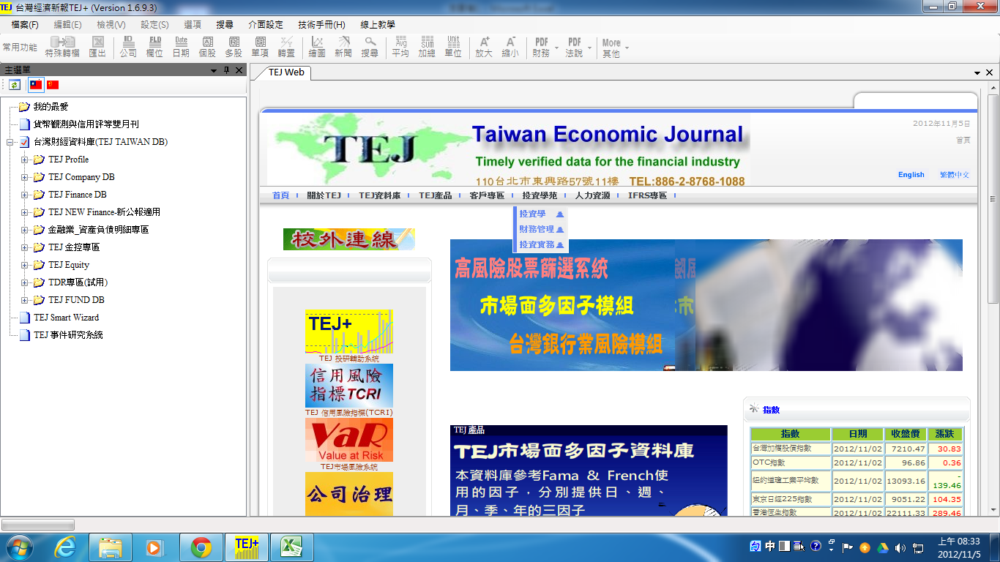 TEJ 台灣經濟新報TEJ+ (Version 1.6.9.3)
檔案(F) 編輯(E) 檢視(V) 設定(S) 選項 搜尋 介面設定 技術手冊(H) 線上教學
常用功能 特殊轉檔 匯出 ID 公司 FLD 欄位 Date 日期 個股 多股 單項 轉置 繪圖 新聞 搜尋 Avg 平均 SUM 加總 Unit 單位 A+ 放大 A- 縮小 PDF 財務 PDF 法說 More 其他
主選單
我的最愛
貨幣觀測與信用評等雙月刊
台灣財經資料庫(TEJ TAIWAN DB)
TEJ Profile
TEJ Company DB
TEJ Finance DB
TEJ NEW Finance-新公報適用
金融業_資產負債明細專區
TEJ 金控專區
TEJ Equity
TDR專區(試用)
TEJ FUND DB
TEJ Smart Wizard
TEJ 事件研究系統
TEJ Web
TEJ
Taiwan Economic Journal
Timely verified data for the financial industry
110台北市東興路57號11樓 TEL:886-2-8768-1088
2012年11月5日
首頁
English 繁體中文
首頁 關於TEJ TEJ資料庫 TEJ產品 客戶專區 投資學苑 人力資源 IFRS專區
投資學
財務管理
投資實務
校外連線
TEJ+
TEJ 投研輔助系統
信用風險
指標TCRI
TEJ 信用風險指標(TCRI)
VaR
Value at Risk
TEJ市場風險系統
公司治理
高風險股票篩選系統
市場面多因子模組
台灣銀行業風險模組
TEJ 產品
TEJ市場面多因子資料庫
本資料庫參考Fama & French使
用的因子，分別提供日、週、
月、季、年的三因子
指數
指數 日期 收盤價 漲跌
台灣加權股價指數 2012/11/02 7210.47 30.83
OTC指數 2012/11/02 96.86 0.36
紐約道瓊工業平均數 2012/11/02 13093.16 -139.46
東京日經225指數 2012/11/02 9051.22 104.35
香港恆生指數 2012/11/02 22111.33 289.46
TEJ+
中
上午 08:33
2012/11/5